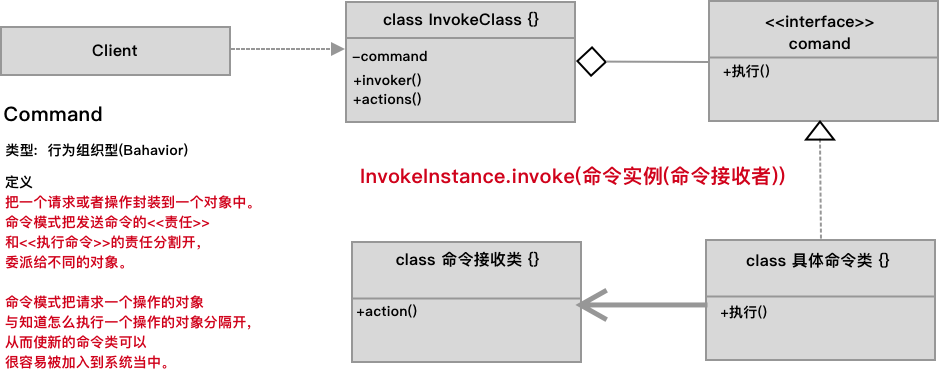 Client
class InvokeClass {}
–command
+invoker()
+actions()
<<interface>>
comand
+执行()
Command
类型：行为组织型(Bahavior)
定义
把一个请求或者操作封装到一个对象中。
命令模式把发送命令的<<责任>>
和<<执行命令>>的责任分割开，
委派给不同的对象。
命令模式把请求一个操作的对象
与知道怎么执行一个操作的对象分隔开，
从而使新的命令类可以
很容易被加入到系统当中。
InvokeInstance.invoke(命令实例(命令接收者))
class 命令接收类 {}
+action()
class 具体命令类 {}
+执行()